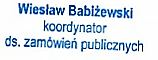 Wiesław Babiżewski
koordynator
ds. zamówień publicznych